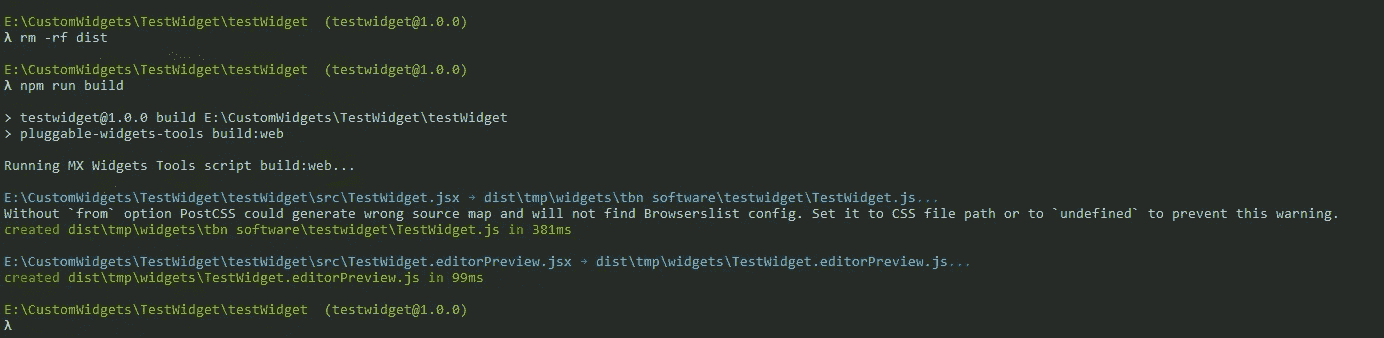 E:\CustomWidgets\TestWidget\testWidget  (testwidget@1.0.0)
λ rm -rf dist
E:\CustomWidgets\TestWidget\testWidget  (testwidget@1.0.0)
λ npm run build
> testwidget@1.0.0 build E:\CustomWidgets\TestWidget\testWidget
> pluggable-widgets-tools build:web
Running MX Widgets Tools script build:web...
E:\CustomWidgets\TestWidget\testWidget\src\TestWidget.jsx → dist\tmp\widgets\tbn software\testwidget\TestWidget.js...
Without `from` option PostCSS could generate wrong source map and will not find Browserslist config. Set it to CSS file path or to `undefined` to prevent this warning.
created dist\tmp\widgets\tbn software\testwidget\TestWidget.js in 381ms
E:\CustomWidgets\TestWidget\testWidget\src\TestWidget.editorPreview.jsx → dist\tmp\widgets\TestWidget.editorPreview.js...
created dist\tmp\widgets\TestWidget.editorPreview.js in 99ms
E:\CustomWidgets\TestWidget\testWidget  (testwidget@1.0.0)
λ